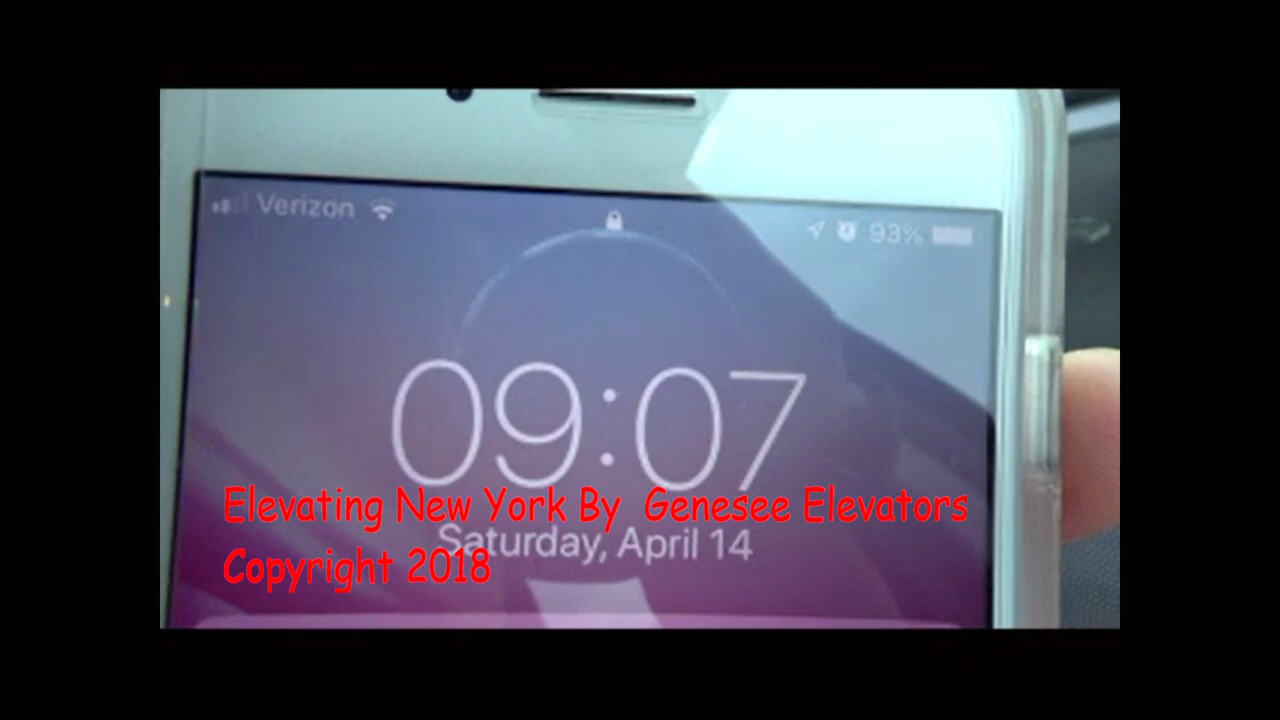 Verizon 93%
09:07
Elevating New York By Genesee Elevators
Saturday, April 14
Copyright 2018